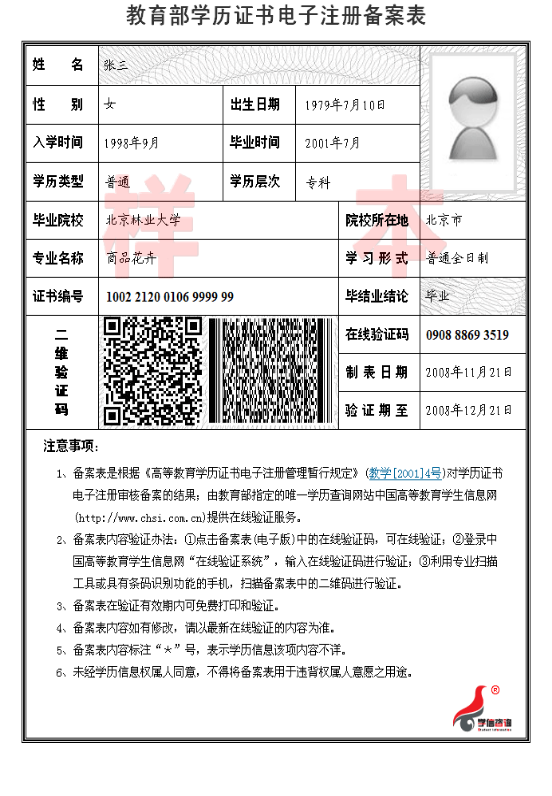 教育部学历证书电子注册备案表
姓 名 张三
性 别 女 出生日期 1979年7月10日
入学时间 1998年9月 毕业时间 2001年7月
学历类型 普通 学历层次 专科
样本
毕业院校 北京林业大学 院校所在地 北京市
专业名称 商品花卉 学习形式 普通全日制
证书编号 1002 2120 0106 9999 99 毕结业结论 毕业
二维验证码 在线验证码 0908 8869 3519
制表日期 2008年11月21日
验证期至 2008年12月21日
注意事项：
1、备案表是根据《高等教育学历证书电子注册管理暂行规定》(教学[2001]4号)对学历证书
电子注册审核备案的结果；由教育部指定的唯一学历查询网站中国高等教育学生信息网
(http://www.chsi.com.cn)提供在线验证服务。
2、备案表内容验证办法：①点击备案表(电子版)中的在线验证码，可在线验证；②登录中
国高等教育学生信息网“在线验证系统”，输入在线验证码进行验证；③利用专业扫描
工具或具有条码识别功能的手机，扫描备案表中的二维码进行验证。
3、备案表在验证有效期内可免费打印和验证。
4、备案表内容如有修改，请以最新在线验证的内容为准。
5、备案表内容标注“＊”号，表示学历信息该项内容不详。
6、未经学历信息权属人同意，不得将备案表用于违背权属人意愿之用途。
®
学信咨询
Student information